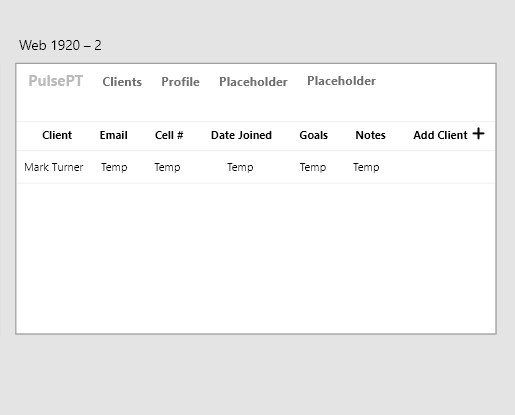 Web 1920 – 2
PulsePT Clients Profile Placeholder Placeholder
Client Email Cell # Date Joined Goals Notes Add Client +
Mark Turner Temp Temp Temp Temp Temp